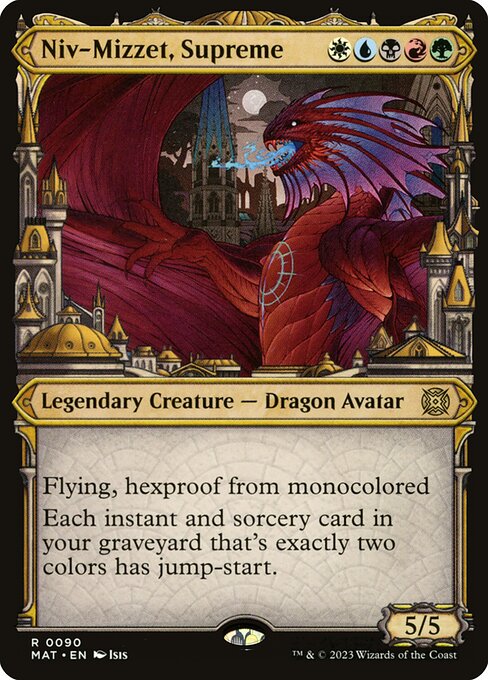 Niv-Mizzet, Supreme
Legendary Creature — Dragon Avatar
Flying, hexproof from monocolored
Each instant and sorcery card in
your graveyard that's exactly two
colors has jump-start.
5/5
R 0090
MAT • EN Isis
™ & © 2023 Wizards of the Coast